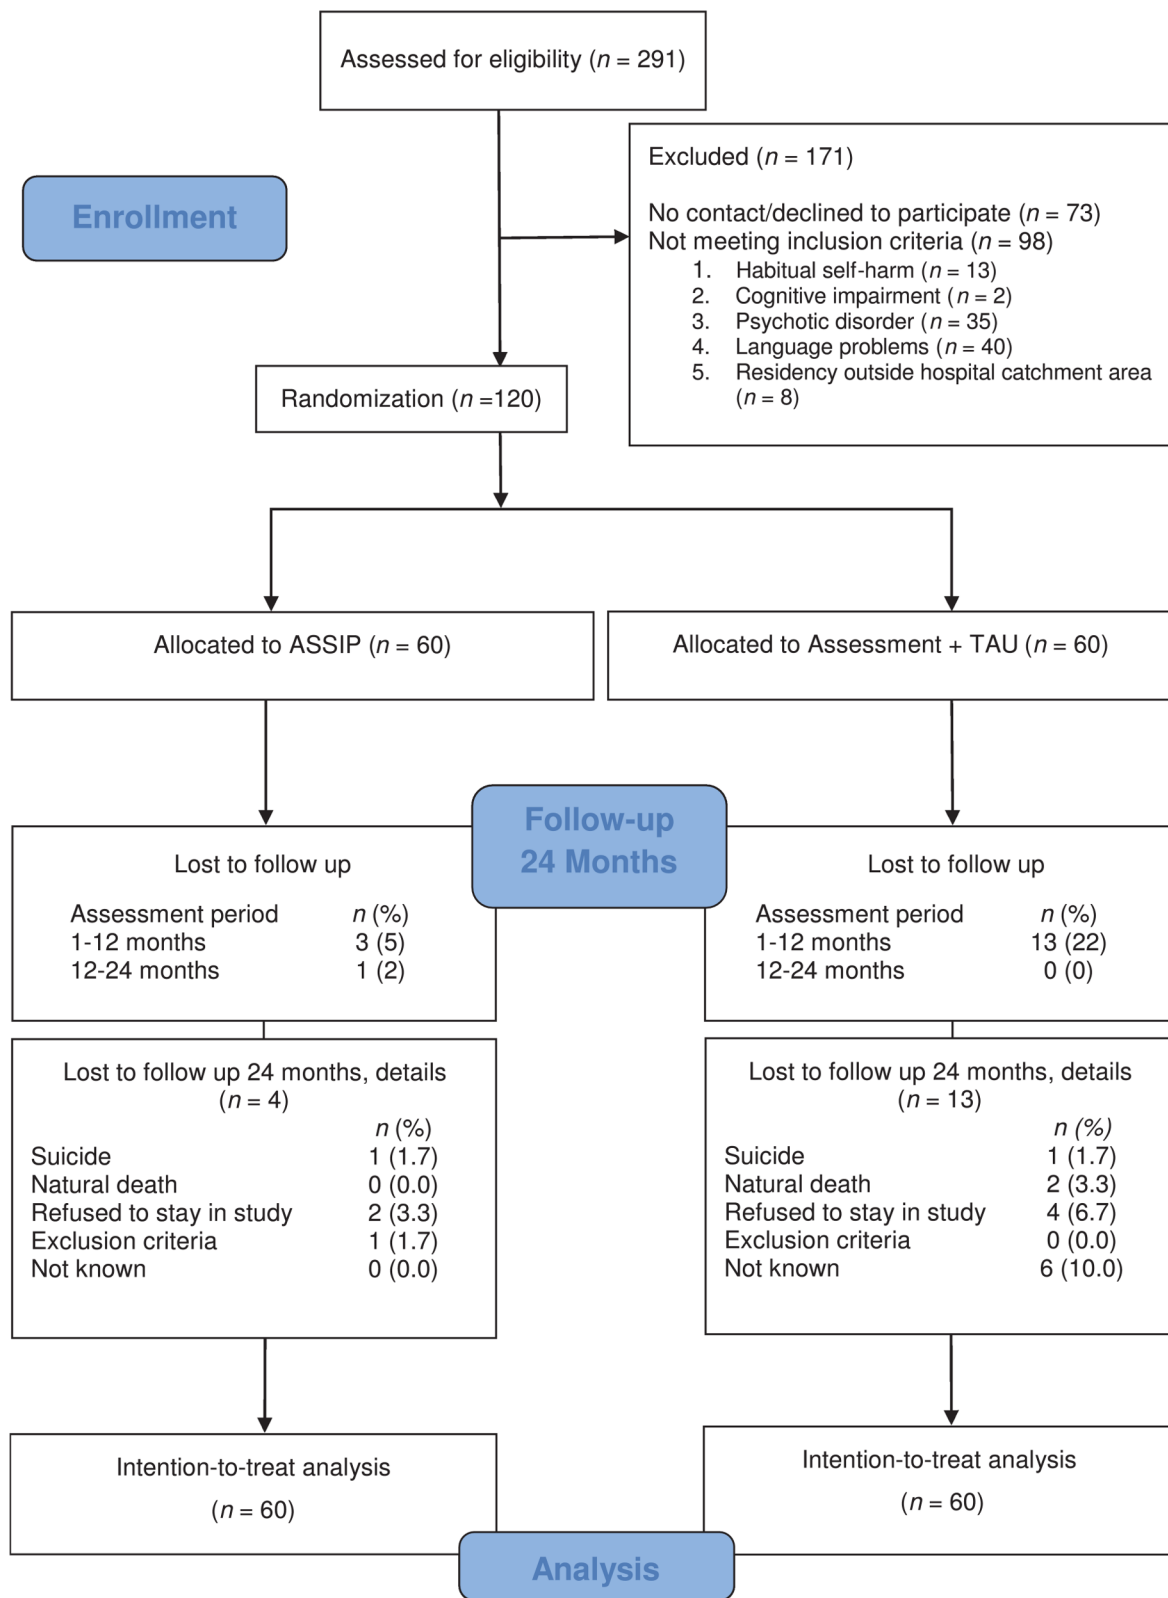 Assessed for eligibility (n = 291)
Excluded (n = 171)
No contact/declined to participate (n = 73)
Not meeting inclusion criteria (n = 98)
1. Habitual self-harm (n = 13)
2. Cognitive impairment (n = 2)
3. Psychotic disorder (n = 35)
4. Language problems (n = 40)
5. Residency outside hospital catchment area
(n = 8)
Enrollment
Randomization (n =120)
Allocated to ASSIP (n = 60)
Allocated to Assessment + TAU (n = 60)
Follow-up
24 Months
Lost to follow up
Assessment period n (%)
1-12 months 3 (5)
12-24 months 1 (2)
Lost to follow up
Assessment period n (%)
1-12 months 13 (22)
12-24 months 0 (0)
Lost to follow up 24 months, details
(n = 4)
n (%)
Suicide 1 (1.7)
Natural death 0 (0.0)
Refused to stay in study 2 (3.3)
Exclusion criteria 1 (1.7)
Not known 0 (0.0)
Lost to follow up 24 months, details
(n = 13)
n (%)
Suicide 1 (1.7)
Natural death 2 (3.3)
Refused to stay in study 4 (6.7)
Exclusion criteria 0 (0.0)
Not known 6 (10.0)
Intention-to-treat analysis
(n = 60)
Intention-to-treat analysis
(n = 60)
Analysis